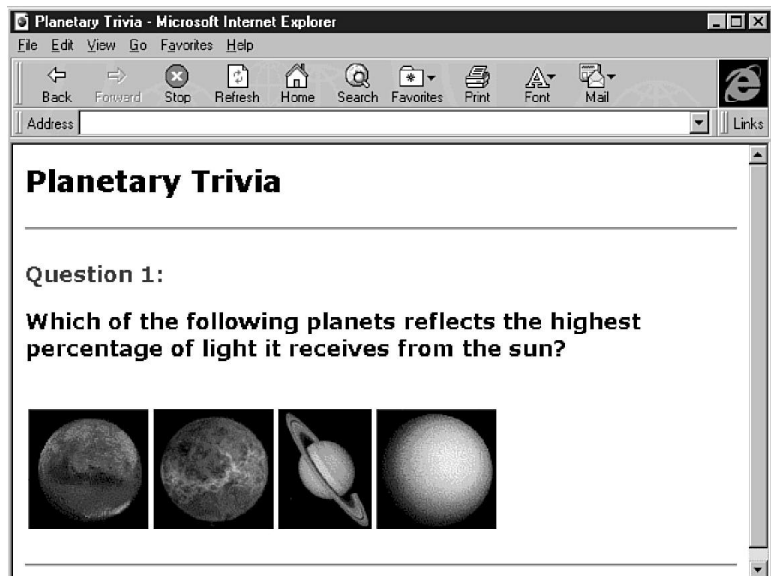 Planetary Trivia - Microsoft Internet Explorer
File Edit View Go Favorites Help
Back Forward Stop Refresh Home Search Favorites Print Font Mail
Address Links
Planetary Trivia
Question 1:
Which of the following planets reflects the highest
percentage of light it receives from the sun?